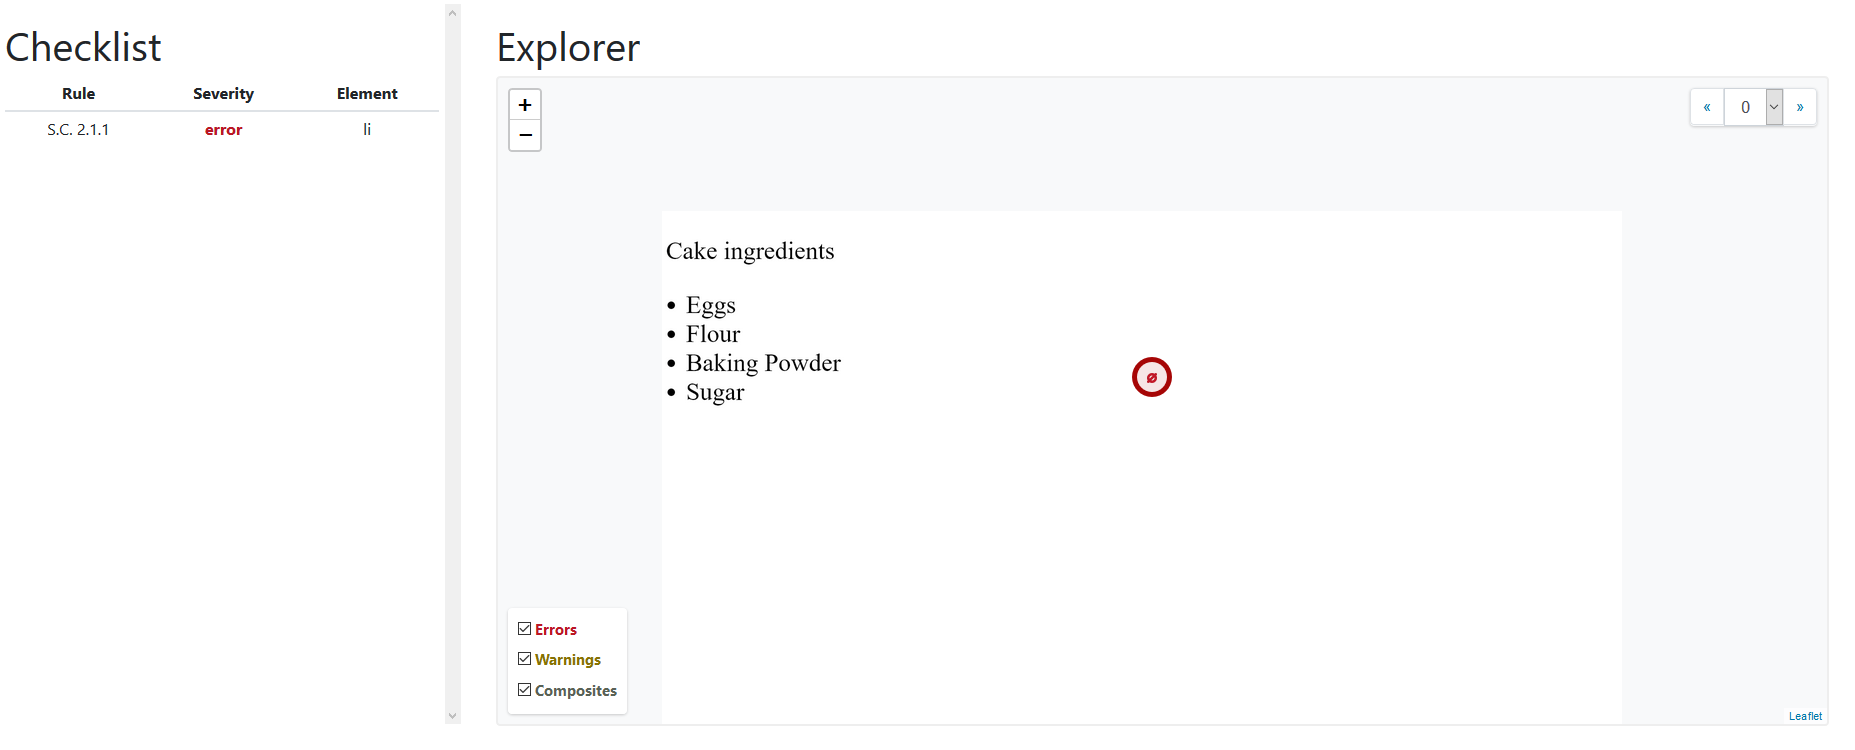 Checklist
Rule Severity Element
S.C. 2.1.1 error li
Explorer
+
−
« 0 »
Cake ingredients
• Eggs
• Flour
• Baking Powder
• Sugar
Errors
Warnings
Composites
Leaflet